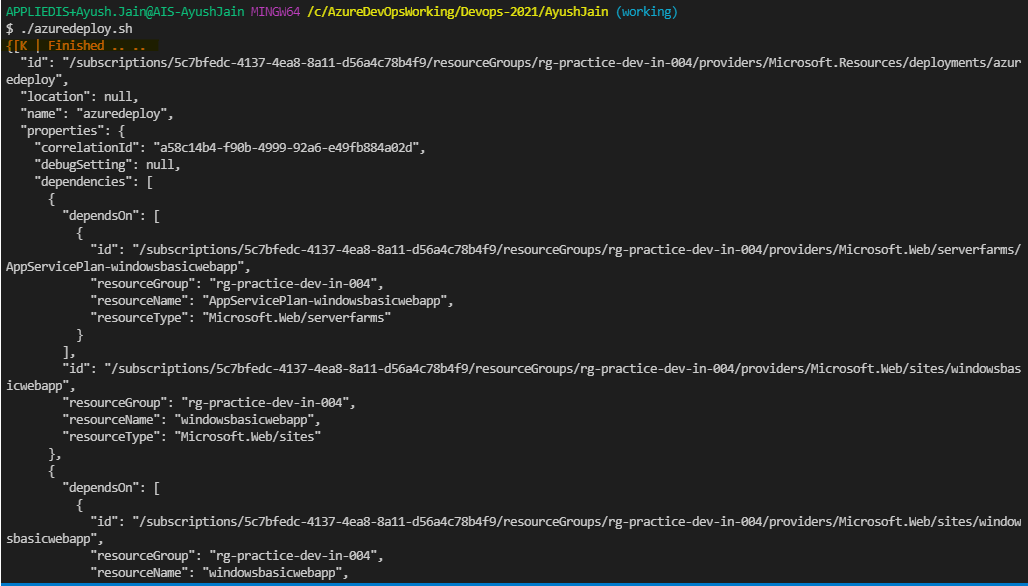 APPLIEDIS+Ayush.Jain@AIS-AyushJain MINGW64 /c/AzureDevOpsWorking/Devops-2021/AyushJain (working)
$ ./azuredeploy.sh
{[K | Finished .. ..
  "id": "/subscriptions/5c7bfedc-4137-4ea8-8a11-d56a4c78b4f9/resourceGroups/rg-practice-dev-in-004/providers/Microsoft.Resources/deployments/azur
edeploy",
  "location": null,
  "name": "azuredeploy",
  "properties": {
    "correlationId": "a58c14b4-f90b-4999-92a6-e49fb884a02d",
    "debugSetting": null,
    "dependencies": [
      {
        "dependsOn": [
          {
            "id": "/subscriptions/5c7bfedc-4137-4ea8-8a11-d56a4c78b4f9/resourceGroups/rg-practice-dev-in-004/providers/Microsoft.Web/serverfarms/
AppServicePlan-windowsbasicwebapp",
            "resourceGroup": "rg-practice-dev-in-004",
            "resourceName": "AppServicePlan-windowsbasicwebapp",
            "resourceType": "Microsoft.Web/serverfarms"
          }
        ],
        "id": "/subscriptions/5c7bfedc-4137-4ea8-8a11-d56a4c78b4f9/resourceGroups/rg-practice-dev-in-004/providers/Microsoft.Web/sites/windowsbas
icwebapp",
        "resourceGroup": "rg-practice-dev-in-004",
        "resourceName": "windowsbasicwebapp",
        "resourceType": "Microsoft.Web/sites"
      },
      {
        "dependsOn": [
          {
            "id": "/subscriptions/5c7bfedc-4137-4ea8-8a11-d56a4c78b4f9/resourceGroups/rg-practice-dev-in-004/providers/Microsoft.Web/sites/window
sbasicwebapp",
            "resourceGroup": "rg-practice-dev-in-004",
            "resourceName": "windowsbasicwebapp",